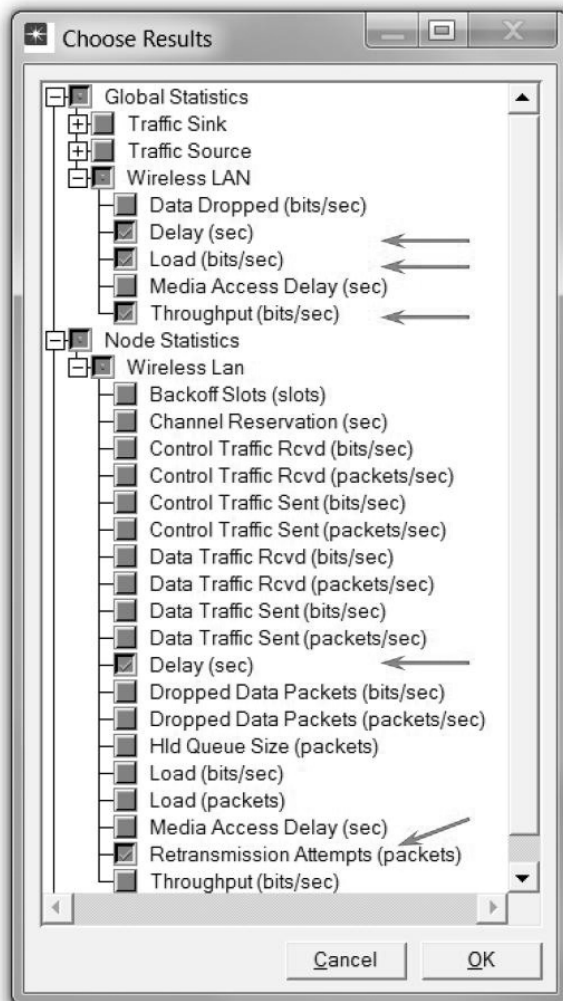 Choose Results
Global Statistics
Traffic Sink
Traffic Source
Wireless LAN
Data Dropped (bits/sec)
Delay (sec)
Load (bits/sec)
Media Access Delay (sec)
Throughput (bits/sec)
Node Statistics
Wireless Lan
Backoff Slots (slots)
Channel Reservation (sec)
Control Traffic Rcvd (bits/sec)
Control Traffic Rcvd (packets/sec)
Control Traffic Sent (bits/sec)
Control Traffic Sent (packets/sec)
Data Traffic Rcvd (bits/sec)
Data Traffic Rcvd (packets/sec)
Data Traffic Sent (bits/sec)
Data Traffic Sent (packets/sec)
Delay (sec)
Dropped Data Packets (bits/sec)
Dropped Data Packets (packets/sec)
Hld Queue Size (packets)
Load (bits/sec)
Load (packets)
Media Access Delay (sec)
Retransmission Attempts (packets)
Throughput (bits/sec)
Cancel OK